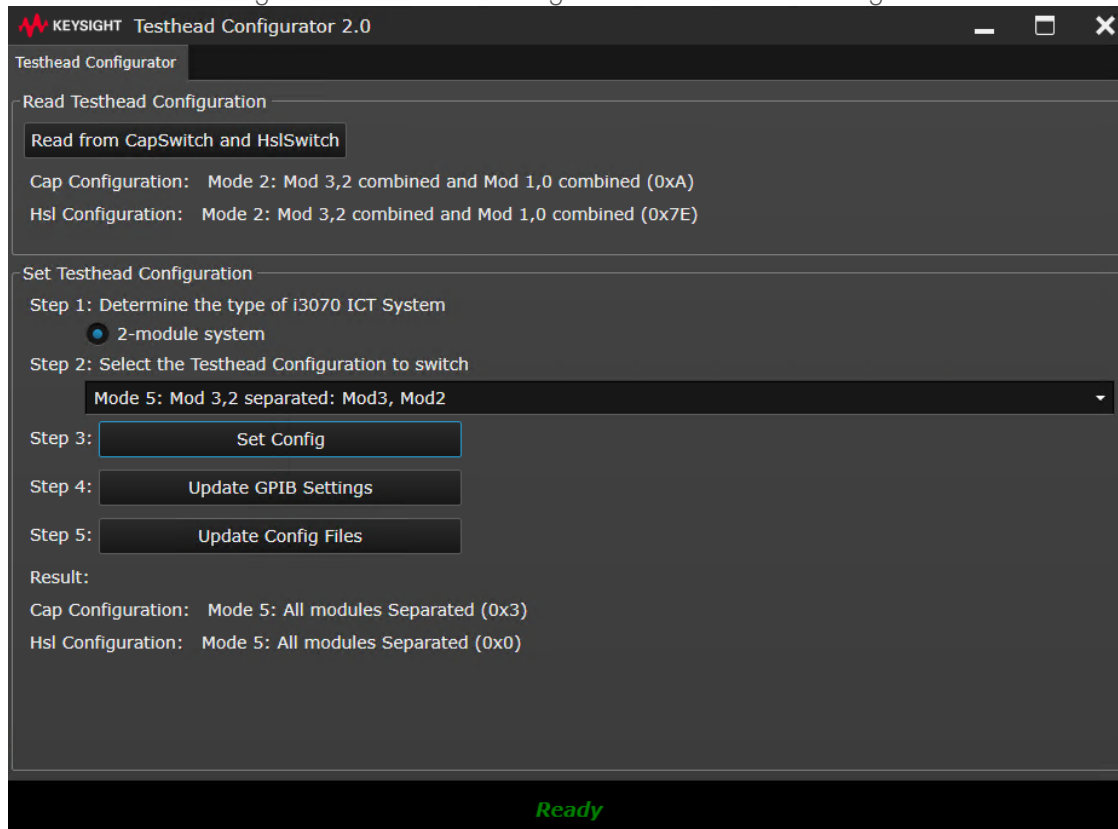 KEYSIGHT Testhead Configurator 2.0
Testhead Configurator
Read Testhead Configuration
Read from CapSwitch and HslSwitch
Cap Configuration: Mode 2: Mod 3,2 combined and Mod 1,0 combined (0xA)
Hsl Configuration: Mode 2: Mod 3,2 combined and Mod 1,0 combined (0x7E)
Set Testhead Configuration
Step 1: Determine the type of i3070 ICT System
2-module system
Step 2: Select the Testhead Configuration to switch
Mode 5: Mod 3,2 separated: Mod3, Mod2
Step 3: Set Config
Step 4: Update GPIB Settings
Step 5: Update Config Files
Result:
Cap Configuration: Mode 5: All modules Separated (0x3)
Hsl Configuration: Mode 5: All modules Separated (0x0)
Ready